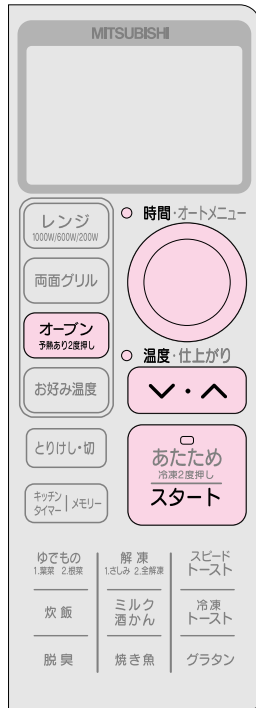 MITSUBISHI
レンジ
1000W/600W/200W
時間・オートメニュー
両面グリル
オーブン
予熱あり2度押し
温度・仕上がり
お好み温度
とりけし・切
あたため
冷凍2度押し
スタート
キッチンタイマー | メモリー
ゆでもの
1.葉菜 2.根菜
解凍
1.さしみ 2.全解凍
スピードトースト
炊飯
ミルク
酒かん
冷凍
トースト
脱臭
焼き魚
グラタン